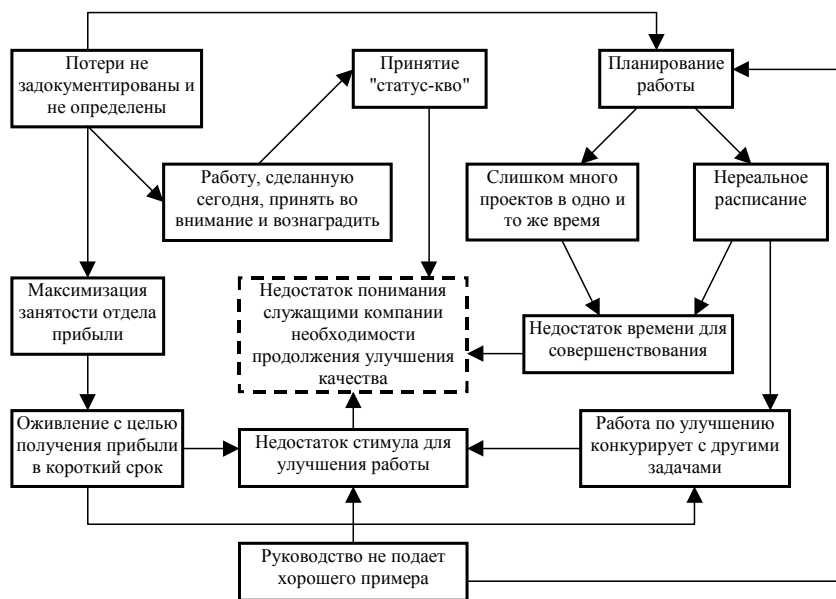 Потери не
задокументированы и
не определены
Принятие
"статус-кво"
Планирование
работы
Работу, сделанную
сегодня, принять во
внимание и вознаградить
Слишком много
проектов в одно и
то же время
Нереальное
расписание
Максимизация
занятости отдела
прибыли
Недостаток понимания
служащими компании
необходимости
продолжения улучшения
качества
Недостаток времени для
совершенствования
Оживление с целью
получения прибыли
в короткий срок
Недостаток стимула для
улучшения работы
Работа по улучшению
конкурирует с другими
задачами
Руководство не подает
хорошего примера